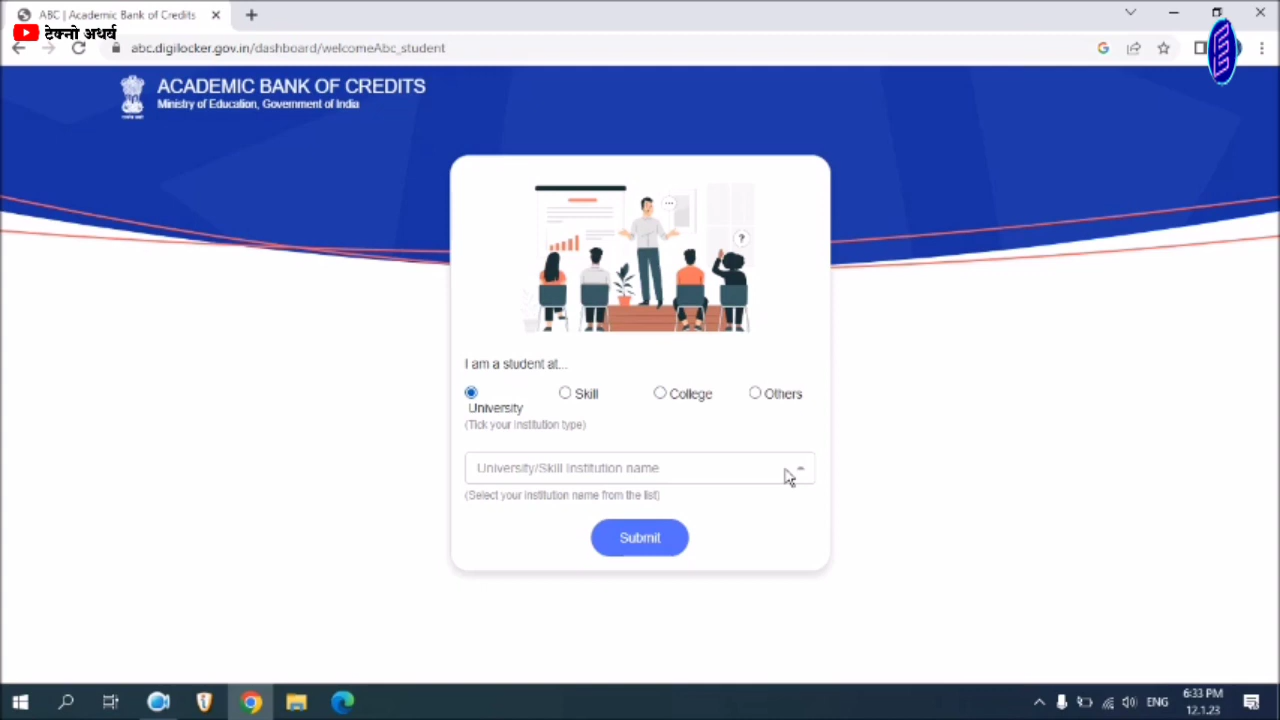 ABC | Academic Bank of Credits
टेक्नो अथर्व
abc.digilocker.gov.in/dashboard/welcomeAbc_student
ACADEMIC BANK OF CREDITS
Ministry of Education, Government of India
I am a student at...
University
Skill
College
Others
(Tick your institution type)
University/Skill Institution name
(Select your institution name from the list)
Submit
ENG
6:33 PM
12.1.23